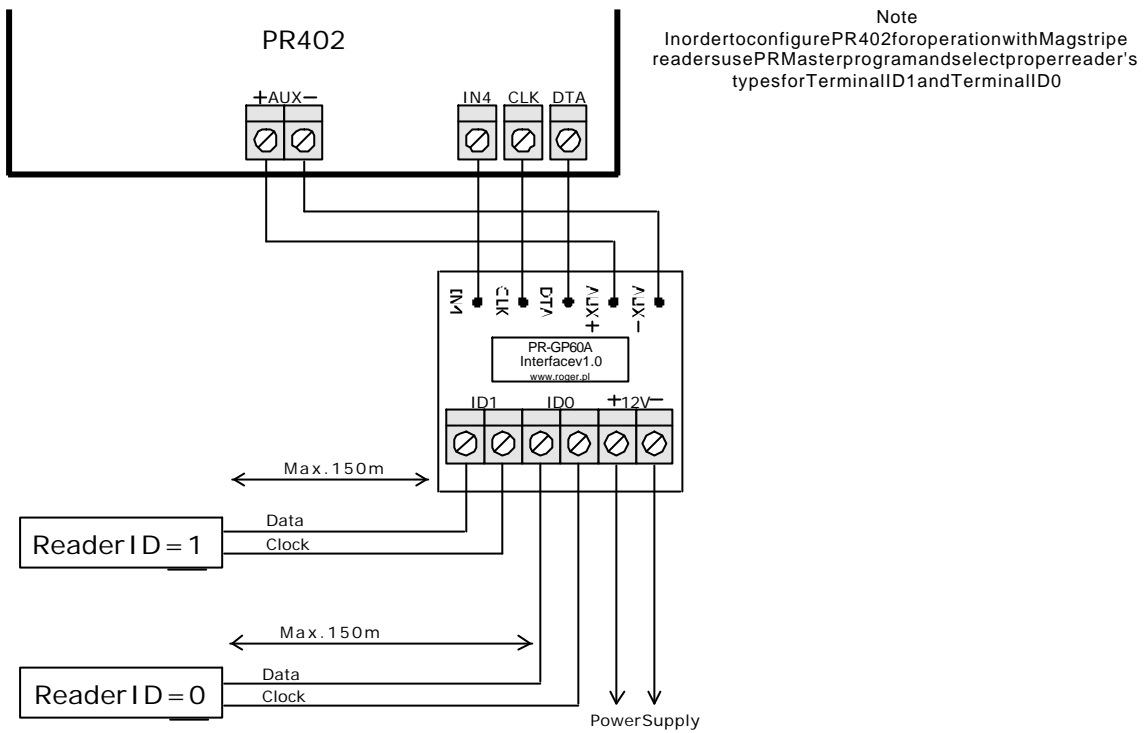 PR402
Note
InordertoconfigurePR402foroperationwithMagstripe
readersusePRMasterprogramandselectproperreader's
typesforTerminalID1andTerminalID0
+AUX−
IN4 CLK DTA
IN4 CLK DTA AUX+ AUX−
PR-GP60A
Interfacev1.0
www.roger.pl
ID1 ID0 +12V−
Max.150m
Data
ReaderID=1
Clock
Max.150m
Data
ReaderID=0
Clock
PowerSupply